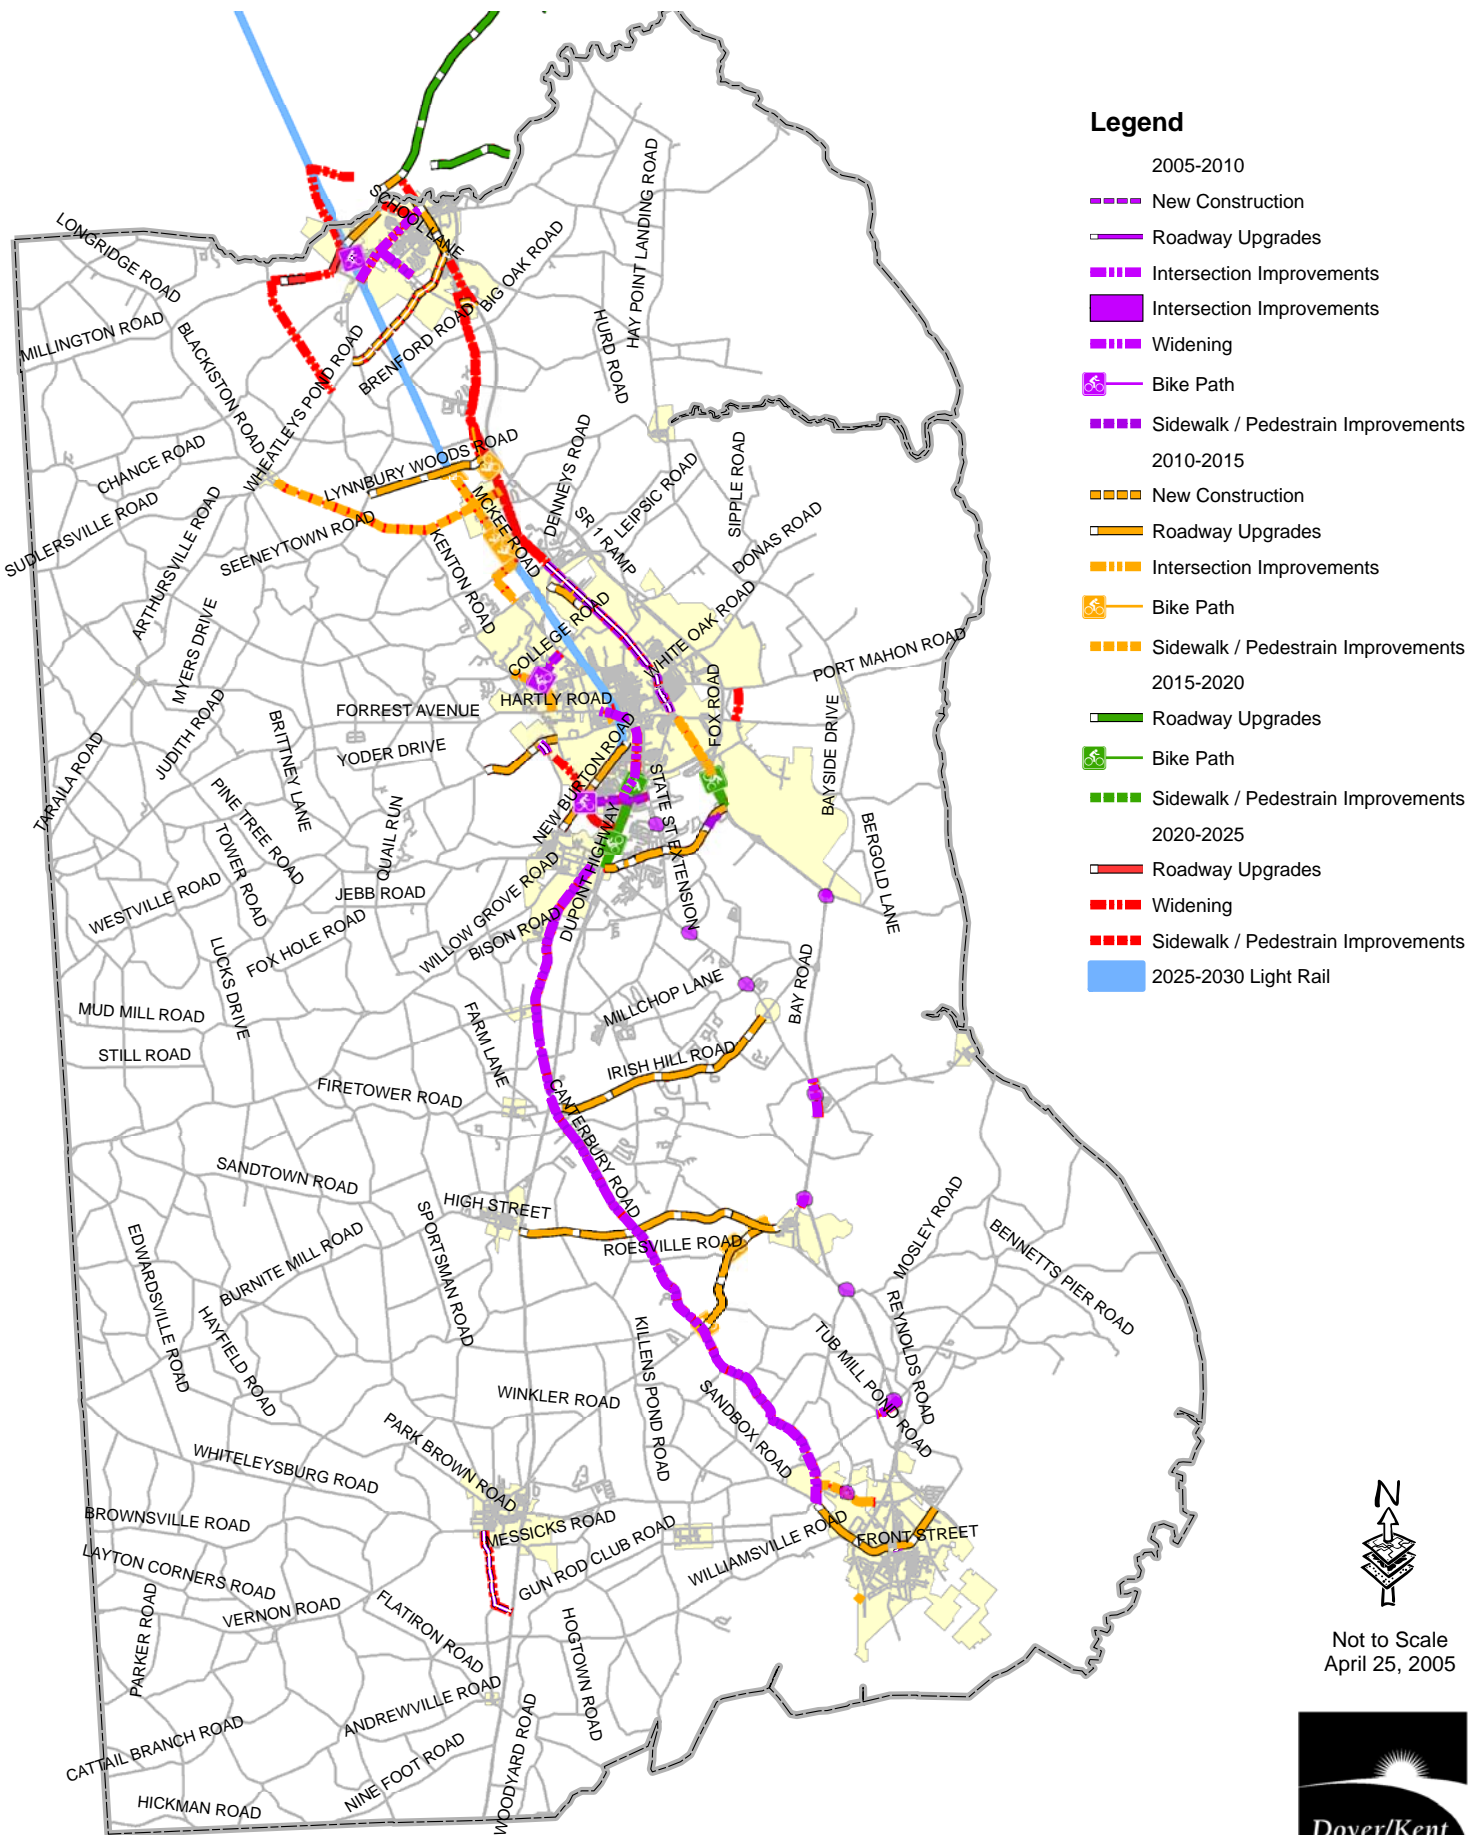 Legend
2005-2010
New Construction
Roadway Upgrades
Intersection Improvements
Intersection Improvements
Widening
Bike Path
Sidewalk / Pedestrain Improvements
2010-2015
New Construction
Roadway Upgrades
Intersection Improvements
Bike Path
Sidewalk / Pedestrain Improvements
2015-2020
Roadway Upgrades
Bike Path
Sidewalk / Pedestrain Improvements
2020-2025
Roadway Upgrades
Widening
Sidewalk / Pedestrain Improvements
2025-2030 Light Rail
SCHOOL LANE
LONGRIDGE ROAD
BIG OAK ROAD
HAY POINT LANDING ROAD
MILLINGTON ROAD
BLACKISTON ROAD
WHEATLEYS POND ROAD
BRENFORD ROAD
HURD ROAD
CHANCE ROAD
LYNNBURY WOODS ROAD
DENNEYS ROAD
LEIPSIC ROAD
SIPPLE ROAD
SUDLERSVILLE ROAD
ARTHURSVILLE ROAD
SEENEYTOWN ROAD
MCKEE ROAD
SR 1 RAMP
DONAS ROAD
KENTON ROAD
MYERS DRIVE
COLLEGE ROAD
WHITE OAK ROAD
PORT MAHON ROAD
JUDITH ROAD
FORREST AVENUE
HARTLY ROAD
FOX ROAD
BRITTNEY LANE
YODER DRIVE
TARAILA ROAD
NEW BURTON ROAD
STATE ST EXTENSION
BAYSIDE DRIVE
PINE TREE ROAD
TOWER ROAD
QUAIL RUN
DUPONT HIGHWAY
BERGOLD LANE
WESTVILLE ROAD
JEBB ROAD
WILLOW GROVE ROAD
FOX HOLE ROAD
BISON ROAD
LUCKS DRIVE
MUD MILL ROAD
FARM LANE
MILLCHOP LANE
BAY ROAD
STILL ROAD
IRISH HILL ROAD
FIRETOWER ROAD
CANTERBURY ROAD
SANDTOWN ROAD
HIGH STREET
SPORTSMAN ROAD
MOSLEY ROAD
BENNETTS PIER ROAD
EDWARDSVILLE ROAD
BURNITE MILL ROAD
ROESVILLE ROAD
HAYFIELD ROAD
KILLENS POND ROAD
REYNOLDS ROAD
TUB MILL POND ROAD
WINKLER ROAD
SANDBOX ROAD
PARK BROWN ROAD
WHITELEYSBURG ROAD
BROWNSVILLE ROAD
MESSICKS ROAD
GUN ROD CLUB ROAD
WILLIAMSVILLE ROAD
FRONT STREET
LAYTON CORNERS ROAD
PARKER ROAD
VERNON ROAD
FLATIRON ROAD
HOGTOWN ROAD
ANDREWVILLE ROAD
CATTAIL BRANCH ROAD
NINE FOOT ROAD
WOODYARD ROAD
HICKMAN ROAD
N
Not to Scale
April 25, 2005
Dover/Kent